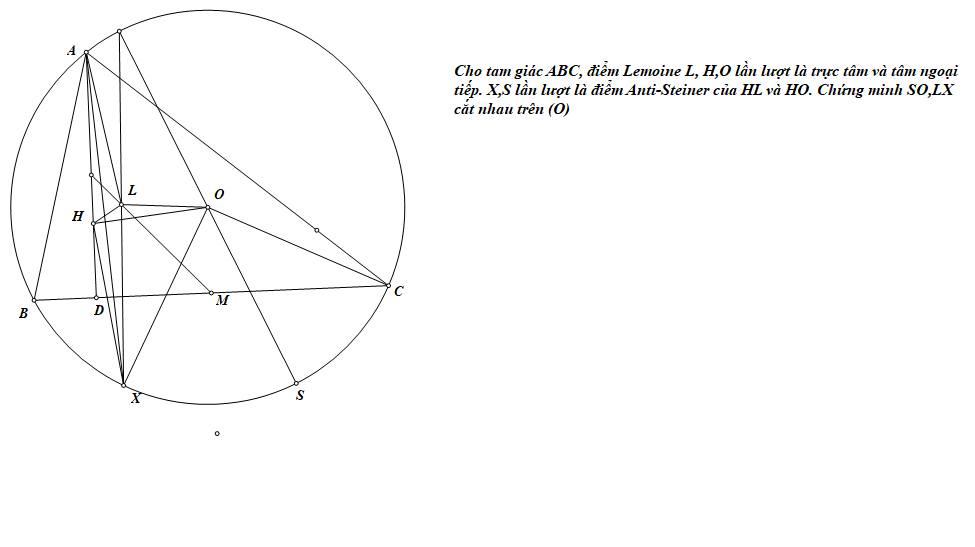 A
L
O
H
B
D
M
C
X
S
Cho tam giác ABC, điểm Lemoine L, H,O lần lượt là trực tâm và tâm ngoại
tiếp. X,S lần lượt là điểm Anti-Steiner của HL và HO. Chứng minh SO,LX
cắt nhau trên (O)